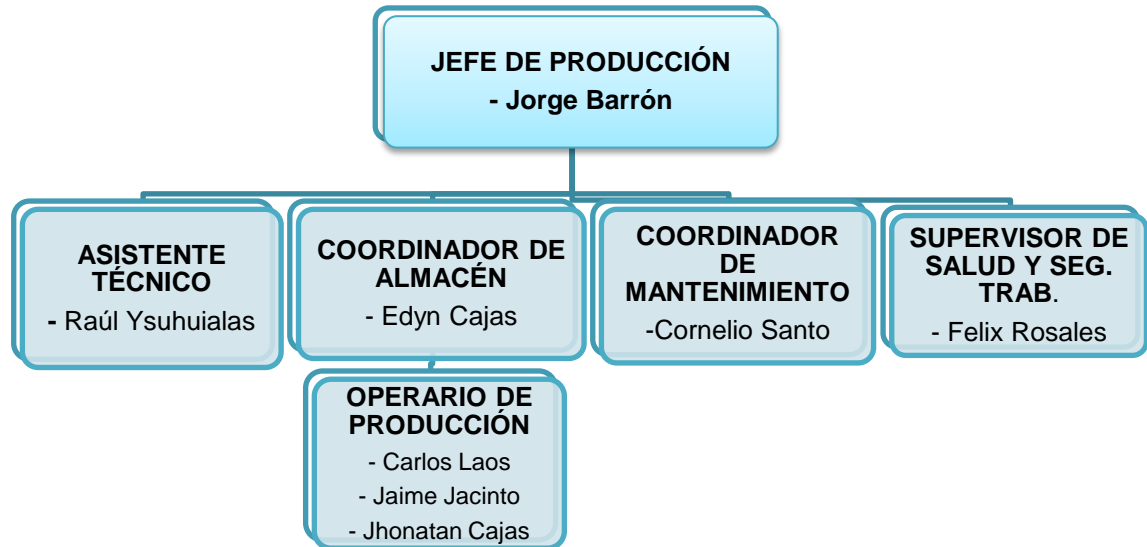 JEFE DE PRODUCCIÓN
- Jorge Barrón
ASISTENTE
TÉCNICO
- Raúl Ysuhuialas
COORDINADOR DE
ALMACÉN
- Edyn Cajas
COORDINADOR
DE
MANTENIMIENTO
-Cornelio Santo
SUPERVISOR DE
SALUD Y SEG.
TRAB.
- Felix Rosales
OPERARIO DE
PRODUCCIÓN
- Carlos Laos
- Jaime Jacinto
- Jhonatan Cajas